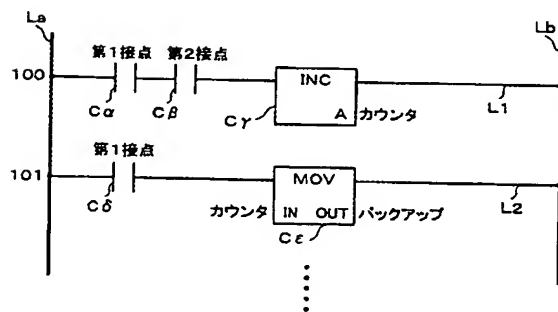 La
Lb
第1接点 第2接点
100
INC
A カウンタ
Cα Cβ Cγ L1
第1接点
101
MOV
カウンタ IN OUT バックアップ
Cδ Cε L2